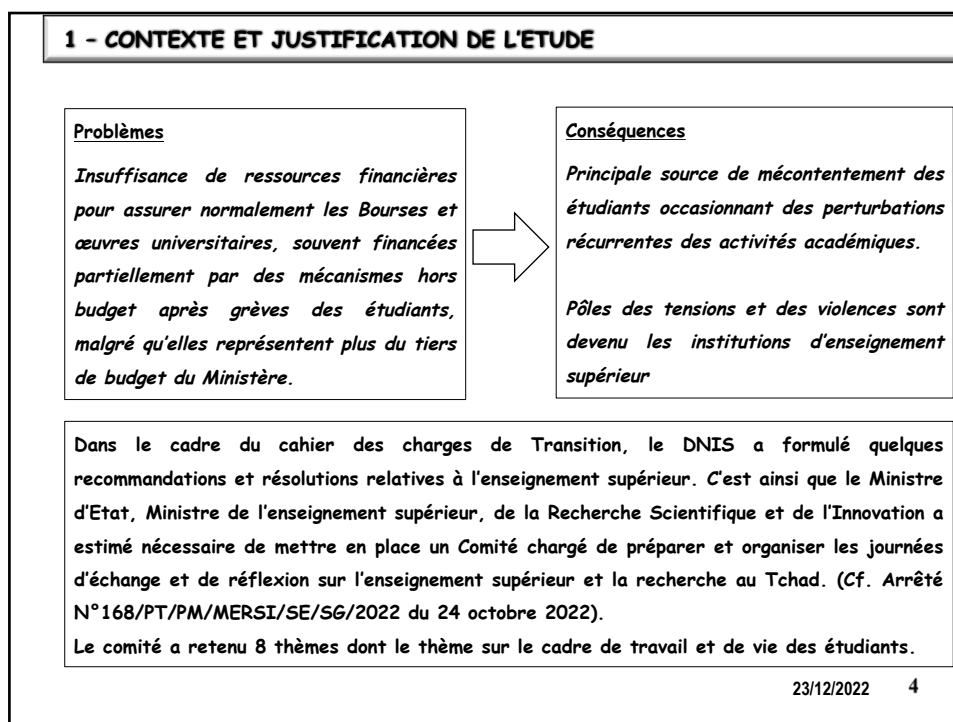 1 – CONTEXTE ET JUSTIFICATION DE L'ETUDE
Problèmes
Insuffisance de ressources financières
pour assurer normalement les Bourses et
œuvres universitaires, souvent financées
partiellement par des mécanismes hors
budget après grèves des étudiants,
malgré qu'elles représentent plus du tiers
de budget du Ministère.
Conséquences
Principale source de mécontentement des
étudiants occasionnant des perturbations
récurrentes des activités académiques.
Pôles des tensions et des violences sont
devenu les institutions d'enseignement
supérieur
Dans le cadre du cahier des charges de Transition, le DNIS a formulé quelques
recommandations et résolutions relatives à l'enseignement supérieur. C'est ainsi que le Ministre
d'Etat, Ministre de l'enseignement supérieur, de la Recherche Scientifique et de l'Innovation a
estimé nécessaire de mettre en place un Comité chargé de préparer et organiser les journées
d'échange et de réflexion sur l'enseignement supérieur et la recherche au Tchad. (Cf. Arrêté
N°168/PT/PM/MERSI/SE/SG/2022 du 24 octobre 2022).
Le comité a retenu 8 thèmes dont le thème sur le cadre de travail et de vie des étudiants.
23/12/2022 4